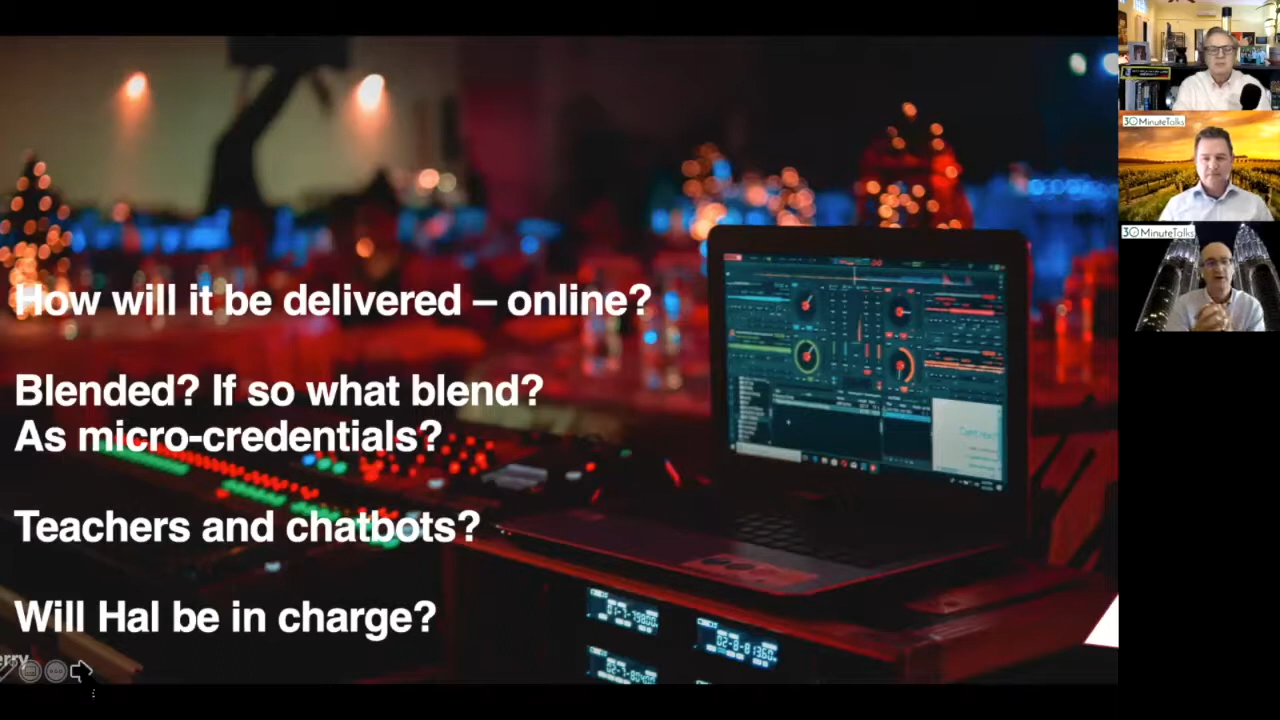 How will it be delivered – online?
Blended? If so what blend?
As micro-credentials?
Teachers and chatbots?
Will Hal be in charge?
erry
30MinuteTalks
30MinuteTalks